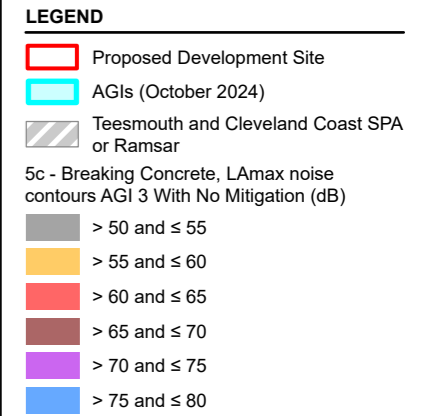 LEGEND
Proposed Development Site
AGIs (October 2024)
Teesmouth and Cleveland Coast SPA
or Ramsar
5c - Breaking Concrete, LAmax noise
contours AGI 3 With No Mitigation (dB)
> 50 and ≤ 55
> 55 and ≤ 60
> 60 and ≤ 65
> 65 and ≤ 70
> 70 and ≤ 75
> 75 and ≤ 80